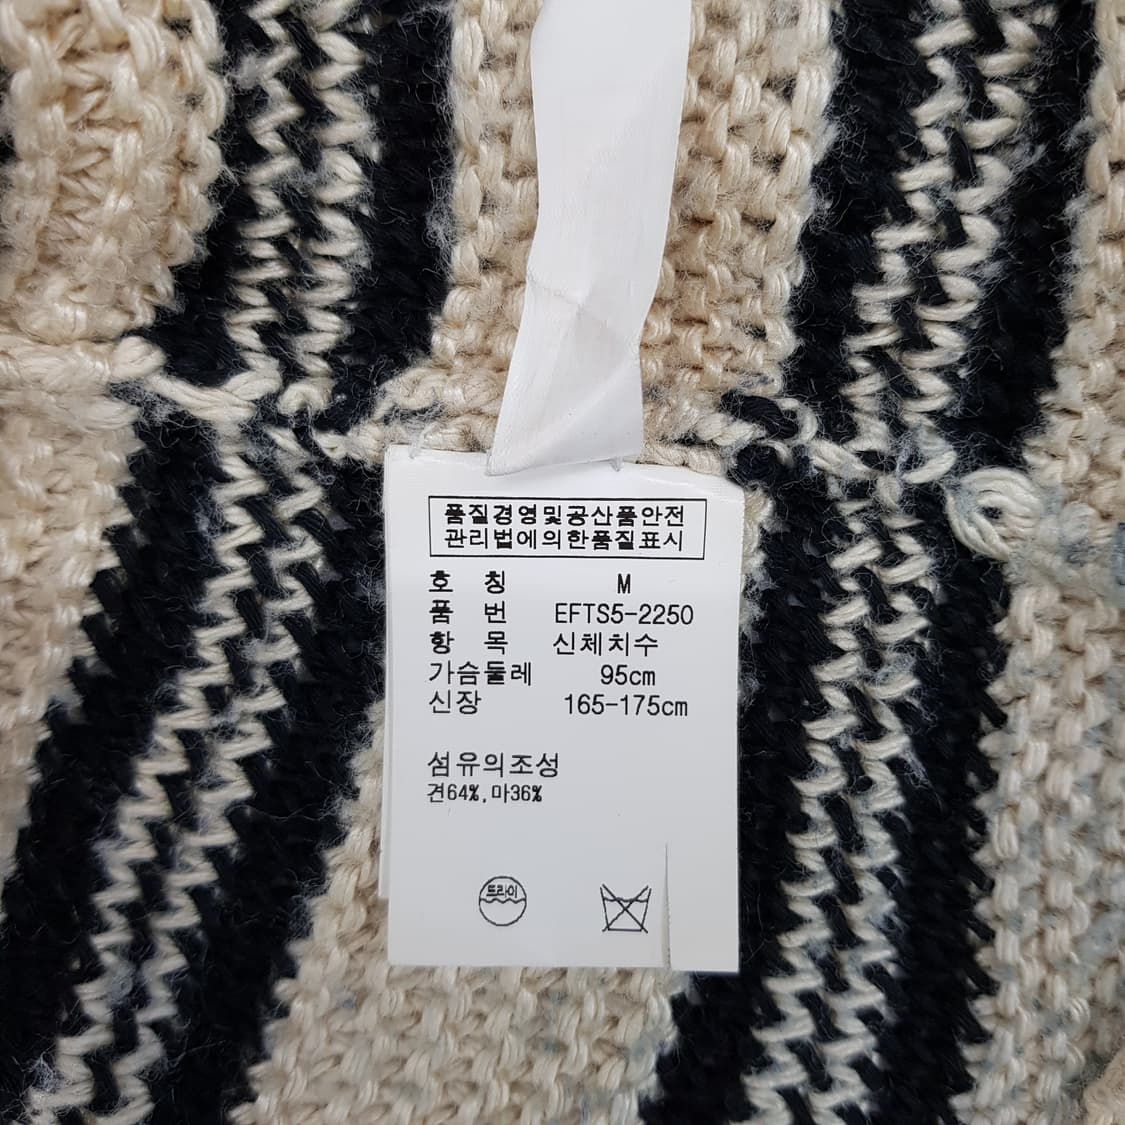 품질경영및공산품안전
관리법에의한품질표시
호 칭 M
품 번 EFTS5-2250
항 목 신체치수
가슴둘레 95cm
신장 165-175cm
섬유의조성
견64%,마36%
드라이